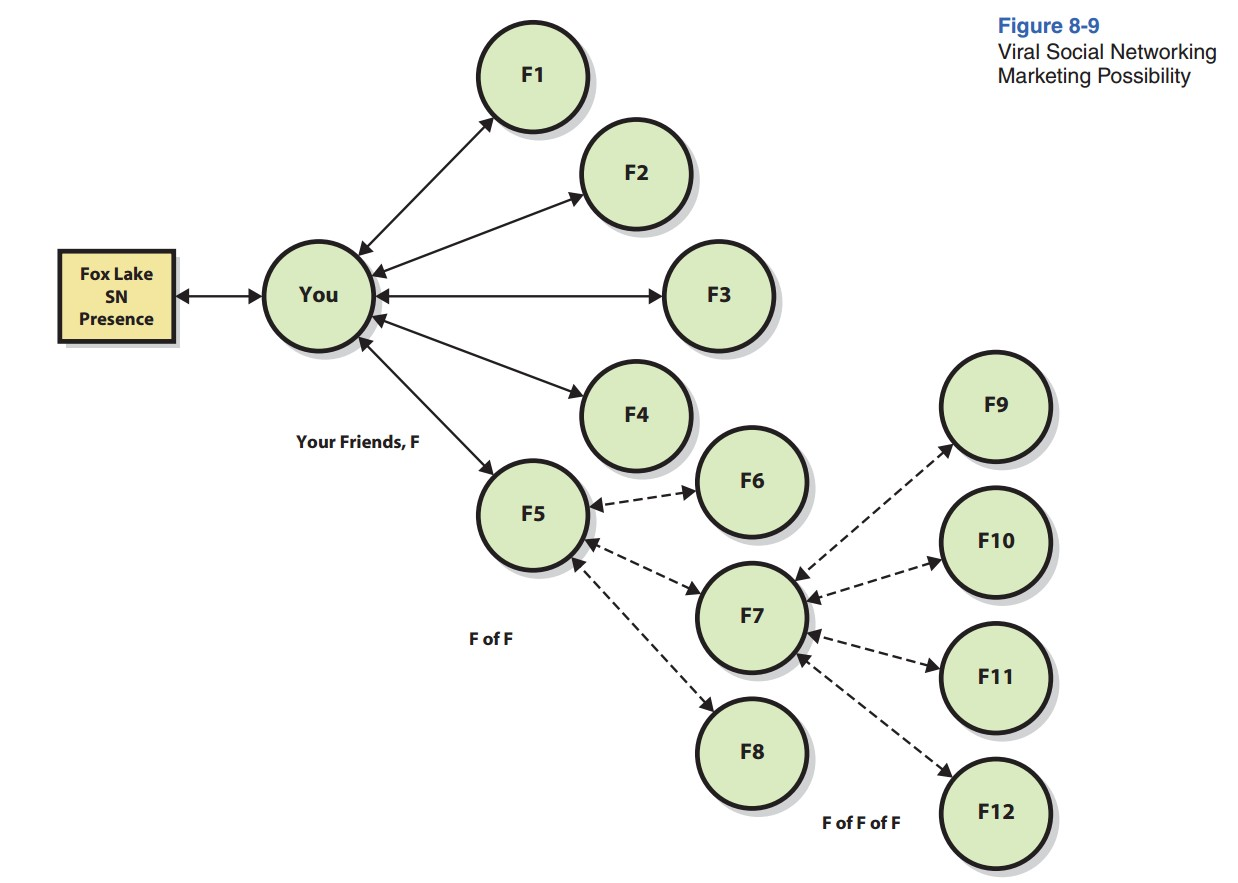 Figure 8-9
Viral Social Networking
Marketing Possibility
F1
F2
Fox Lake
SN
Presence
You
F3
F4
Your Friends, F
F5
F6
F9
F10
F7
F of F
F11
F8
F12
F of F of F